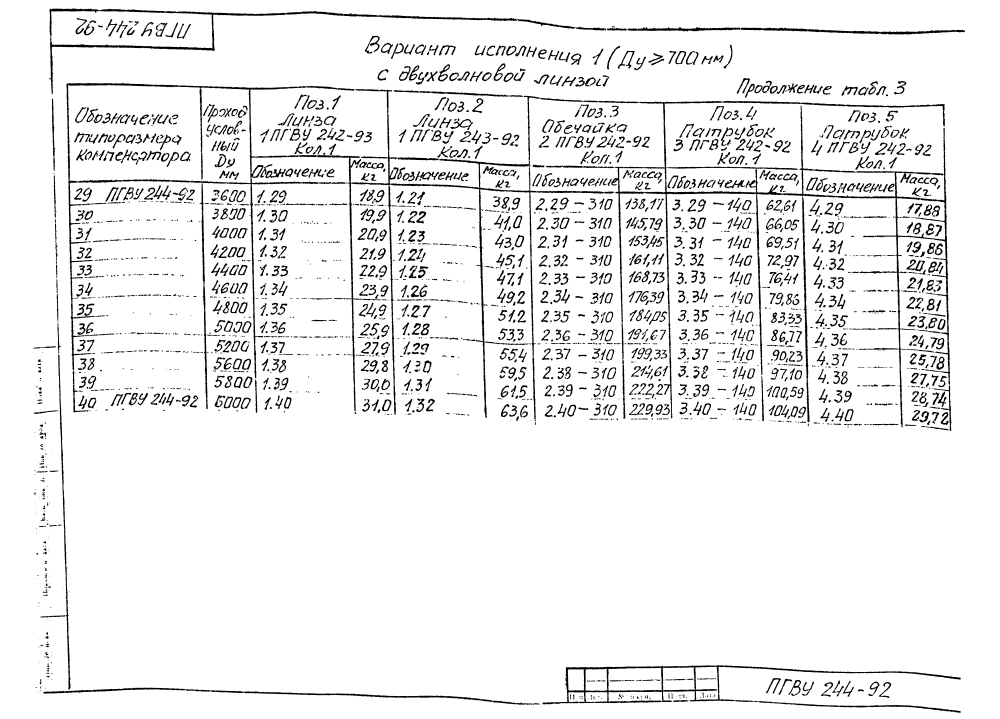 ПГВУ 244-92
Вариант исполнения 1 (Ду ≥ 700 мм)
с двухволновой линзой
Продолжение табл. 3
Обозначение типоразмера компенсатора | Проход услов-ный Ду мм | Поз. 1 Линза 1 ПГВУ 242-93 Кол. 1 | Поз. 2 Линза 1 ПГВУ 243-92 Кол. 1 | Поз. 3 Обечайка 2 ПГВУ 242-92 Кол. 1 | Поз. 4 Патрубок 3 ПГВУ 242-92 Кол. 1 | Поз. 5 Патрубок 4 ПГВУ 242-92 Кол. 1
Обозначение | Масса, кг | Обозначение | Масса, кг | Обозначение | Масса, кг | Обозначение | Масса, кг | Обозначение | Масса, кг
29 ПГВУ 244-92 | 3600 | 1.29 | 18,9 | 1.21 | 38,9 | 2.29-310 | 138,17 | 3.29-140 | 62,61 | 4.29 | 17,88
30 | 3800 | 1.30 | 19,9 | 1.22 | 41,0 | 2.30-310 | 145,79 | 3.30-140 | 66,05 | 4.30 | 18,87
31 | 4000 | 1.31 | 20,9 | 1.23 | 43,0 | 2.31-310 | 153,45 | 3.31-140 | 69,51 | 4.31 | 19,86
32 | 4200 | 1.32 | 21,9 | 1.24 | 45,1 | 2.32-310 | 161,11 | 3.32-140 | 72,97 | 4.32 | 20,84
33 | 4400 | 1.33 | 22,9 | 1.25 | 47,1 | 2.33-310 | 168,73 | 3.33-140 | 76,41 | 4.33 | 21,83
34 | 4600 | 1.34 | 23,9 | 1.26 | 49,2 | 2.34-310 | 176,39 | 3.34-140 | 79,86 | 4.34 | 22,81
35 | 4800 | 1.35 | 24,9 | 1.27 | 51,2 | 2.35-310 | 184,05 | 3.35-140 | 83,33 | 4.35 | 23,80
36 | 5000 | 1.36 | 25,9 | 1.28 | 53,3 | 2.36-310 | 191,67 | 3.36-140 | 86,77 | 4.36 | 24,79
37 | 5200 | 1.37 | 27,9 | 1.29 | 55,4 | 2.37-310 | 199,33 | 3.37-140 | 90,23 | 4.37 | 25,78
38 | 5600 | 1.38 | 29,8 | 1.30 | 59,5 | 2.38-310 | 214,61 | 3.38-140 | 97,10 | 4.38 | 27,75
39 | 5800 | 1.39 | 30,0 | 1.31 | 61,5 | 2.39-310 | 222,27 | 3.39-140 | 100,59 | 4.39 | 28,74
40 ПГВУ 244-92 | 6000 | 1.40 | 31,0 | 1.32 | 63,6 | 2.40-310 | 229,93 | 3.40-140 | 104,09 | 4.40 | 29,72
ПГВУ 244-92